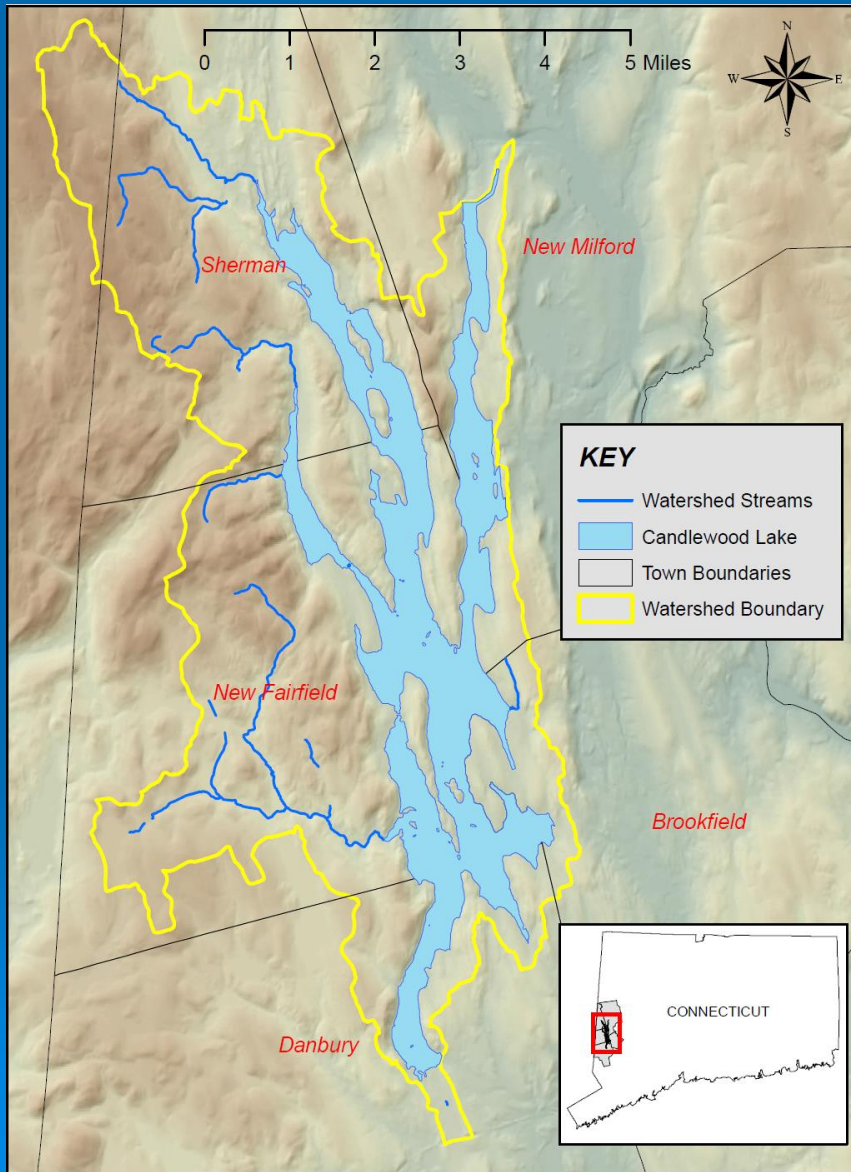 N
W E
S
0 1 2 3 4 5 Miles
New Milford
Sherman
KEY
Watershed Streams
Candlewood Lake
Town Boundaries
Watershed Boundary
New Fairfield
Brookfield
CONNECTICUT
Danbury